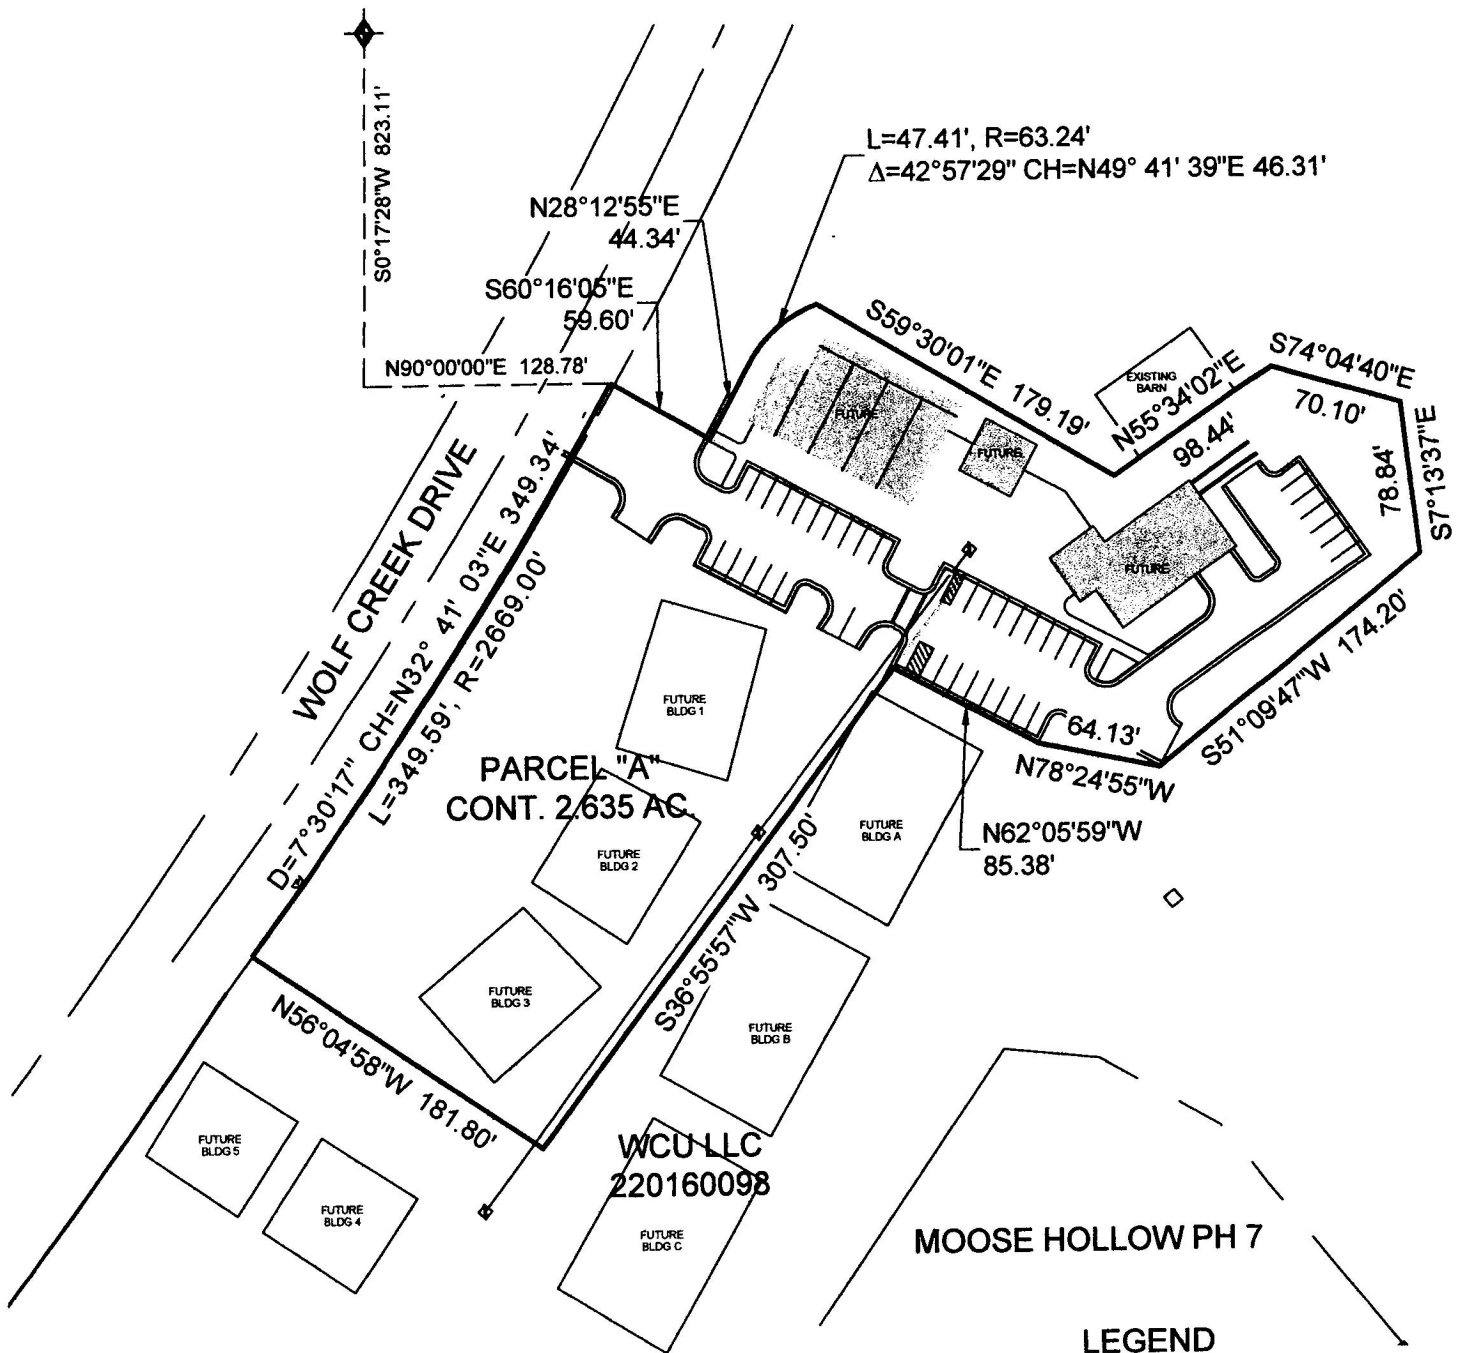 S0°17'28"W 823.11'
L=47.41', R=63.24'
Δ=42°57'29" CH=N49° 41' 39"E 46.31'
N28°12'55"E
44.34'
S60°16'05"E
59.60'
N90°00'00"E 128.78'
S59°30'01"E 179.19'
EXISTING
BARN
N55°34'02"E
98.44'
S74°04'40"E
70.10'
78.84'
S7°13'37"E
FUTURE
FUTURE
FUTURE
WOLF CREEK DRIVE
D=7°30'17" CH=N32° 41' 03"E 349.34'
L=349.59', R=2669.00'
S51°09'47"W 174.20'
64.13'
N78°24'55"W
N62°05'59"W
85.38'
FUTURE
BLDG 1
PARCEL "A"
CONT. 2.635 AC.
FUTURE
BLDG 2
FUTURE
BLDG A
S36°55'57"W 307.50'
FUTURE
BLDG 3
FUTURE
BLDG B
N56°04'58"W 181.80'
FUTURE
BLDG 5
FUTURE
BLDG 4
WCU LLC
220160098
FUTURE
BLDG C
MOOSE HOLLOW PH 7
LEGEND